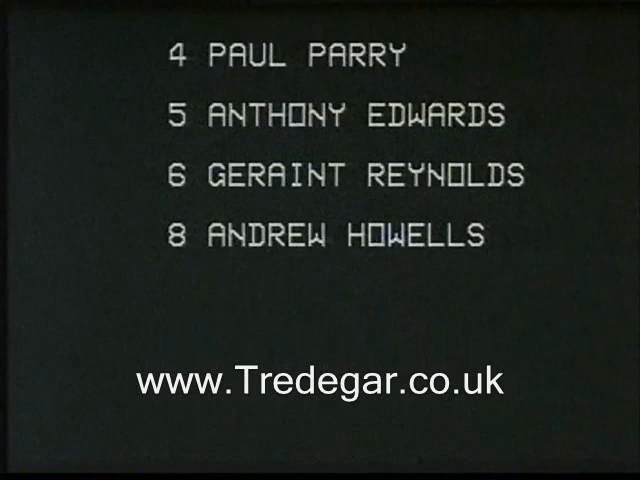 4 PAUL PARRY
5 ANTHONY EDWARDS
6 GERAINT REYNOLDS
8 ANDREW HOWELLS
www.Tredegar.co.uk